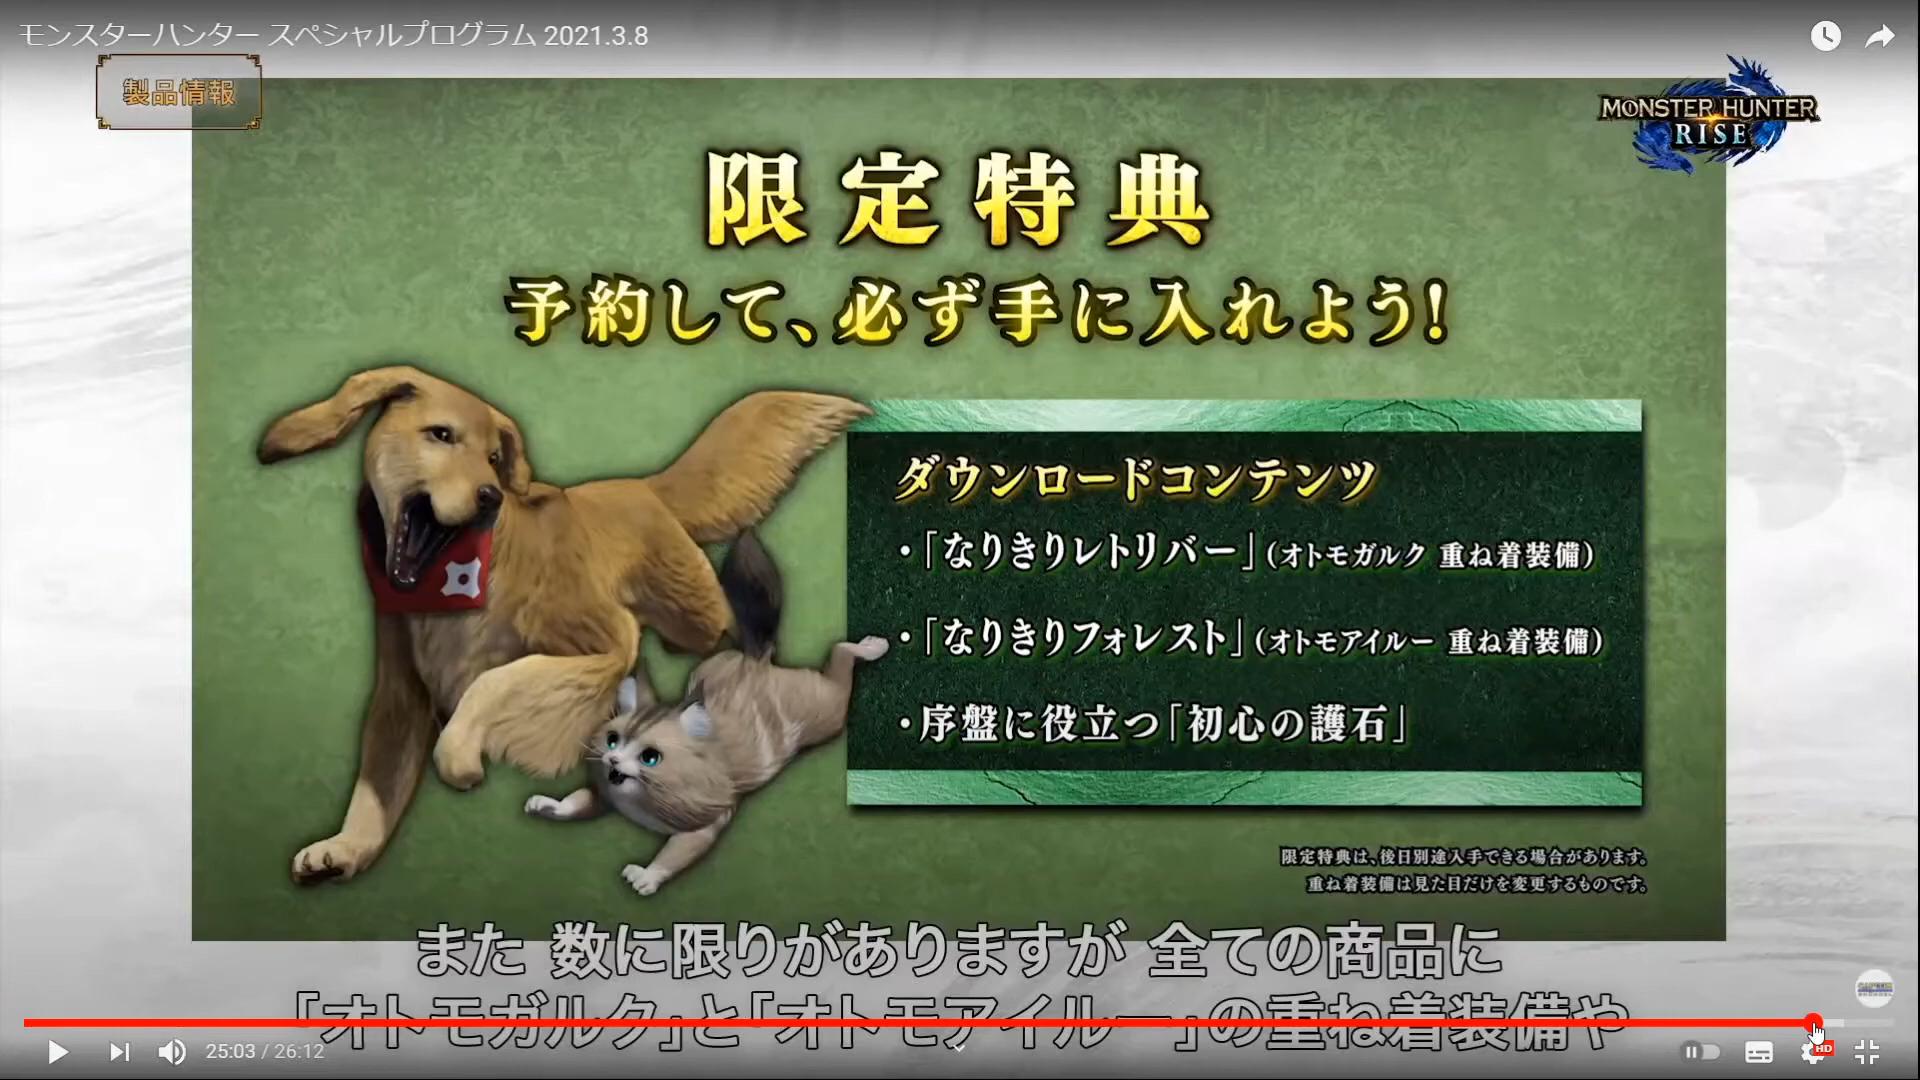 モンスターハンター スペシャルプログラム 2021.3.8
製品情報
MONSTER HUNTER
RISE
限定特典
予約して、必ず手に入れよう!
ダウンロードコンテンツ
・「なりきりレトリバー」(オトモガルク 重ね着装備)
・「なりきりフォレスト」(オトモアイルー 重ね着装備)
・序盤に役立つ「初心の護石」
限定特典は、後日別途入手できる場合があります。
重ね着装備は見た目だけを変更するものです。
また 数に限りがありますが 全ての商品に
「オトモガルク」と「オトモアイルー」の重ね着装備や
25:03 / 26:12
HD